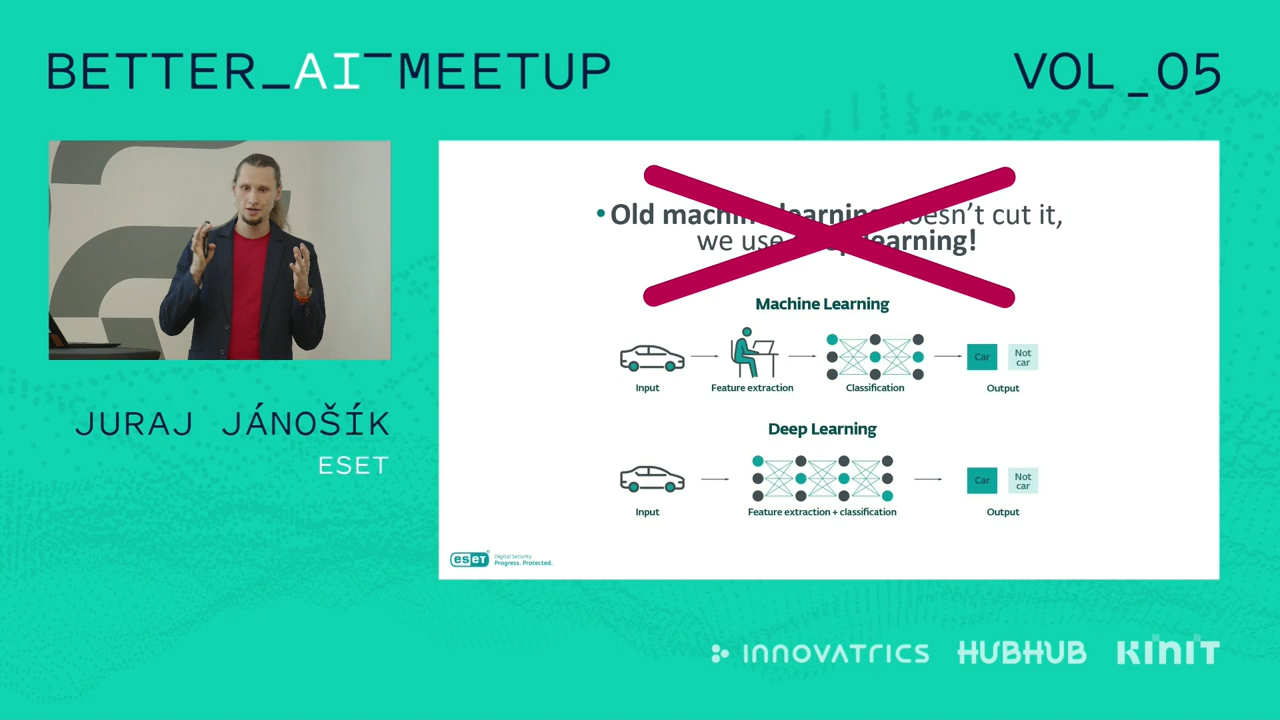 BETTER_AI¯MEETUP
VOL_05
• Old machine learning doesn't cut it,
we use deep learning!
Machine Learning
Input
Feature extraction
Classification
Car
Not
car
Output
Deep Learning
Input
Feature extraction + classification
Car
Not
car
Output
eset
Digital Security
Progress. Protected.
JURAJ JÁNOŠÍK
ESET
INNOVATRICS
HUBHUB
KINIT